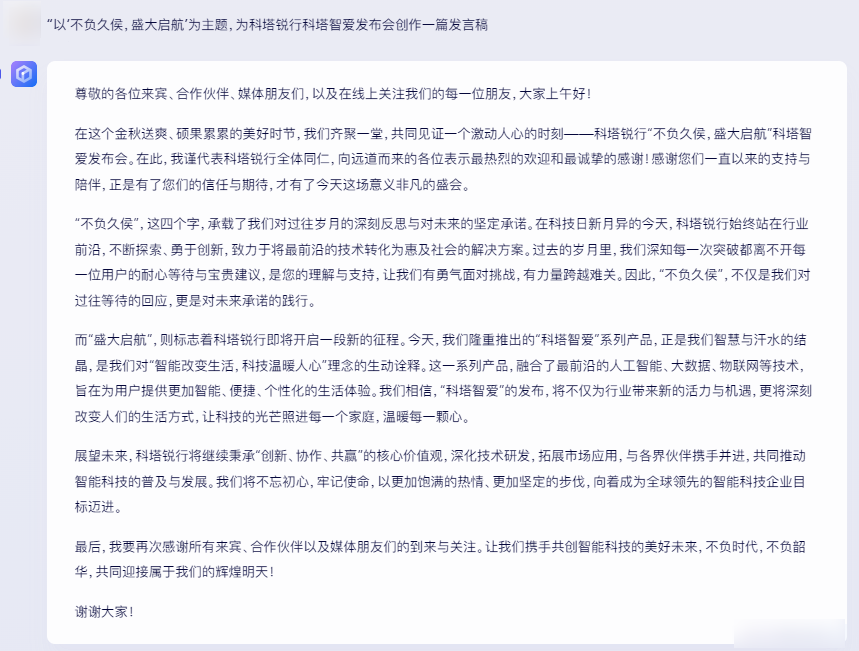 “以‘不负久侯，盛大启航’为主题，为科塔锐行科塔智爱发布会创作一篇发言稿
尊敬的各位来宾、合作伙伴、媒体朋友们，以及在线上关注我们的每一位朋友，大家上午好！
在这个金秋送爽、硕果累累的美好时节，我们齐聚一堂，共同见证一个激动人心的时刻——科塔锐行“不负久侯，盛大启航”科塔智
爱发布会。在此，我谨代表科塔锐行全体同仁，向远道而来的各位表示最热烈的欢迎和最诚挚的感谢！感谢您们一直以来的支持与
陪伴，正是有了您们的信任与期待，才有了今天这场意义非凡的盛会。
“不负久侯”，这四个字，承载了我们对过往岁月的深刻反思与对未来的坚定承诺。在科技日新月异的今天，科塔锐行始终站在行业
前沿，不断探索、勇于创新，致力于将最前沿的技术转化为惠及社会的解决方案。过去的岁月里，我们深知每一次突破都离不开每
一位用户的耐心等待与宝贵建议，是您的理解与支持，让我们有勇气面对挑战，有力量跨越难关。因此，“不负久侯”，不仅是我们对
过往等待的回应，更是对未来承诺的践行。
而“盛大启航”，则标志着科塔锐行即将开启一段新的征程。今天，我们隆重推出的“科塔智爱”系列产品，正是我们智慧与汗水的结
晶，是我们对“智能改变生活，科技温暖人心”理念的生动诠释。这一系列产品，融合了最前沿的人工智能、大数据、物联网等技术，
旨在为用户提供更加智能、便捷、个性化的生活体验。我们相信，“科塔智爱”的发布，将不仅为行业带来新的活力与机遇，更将深刻
改变人们的生活方式，让科技的光芒照进每一个家庭，温暖每一颗心。
展望未来，科塔锐行将继续秉承“创新、协作、共赢”的核心价值观，深化技术研发，拓展市场应用，与各界伙伴携手并进，共同推动
智能科技的普及与发展。我们将不忘初心，牢记使命，以更加饱满的热情、更加坚定的步伐，向着成为全球领先的智能科技企业目
标迈进。
最后，我要再次感谢所有来宾、合作伙伴以及媒体朋友们的到来与关注。让我们携手共创智能科技的美好未来，不负时代，不负韶
华，共同迎接属于我们的辉煌明天！
谢谢大家！